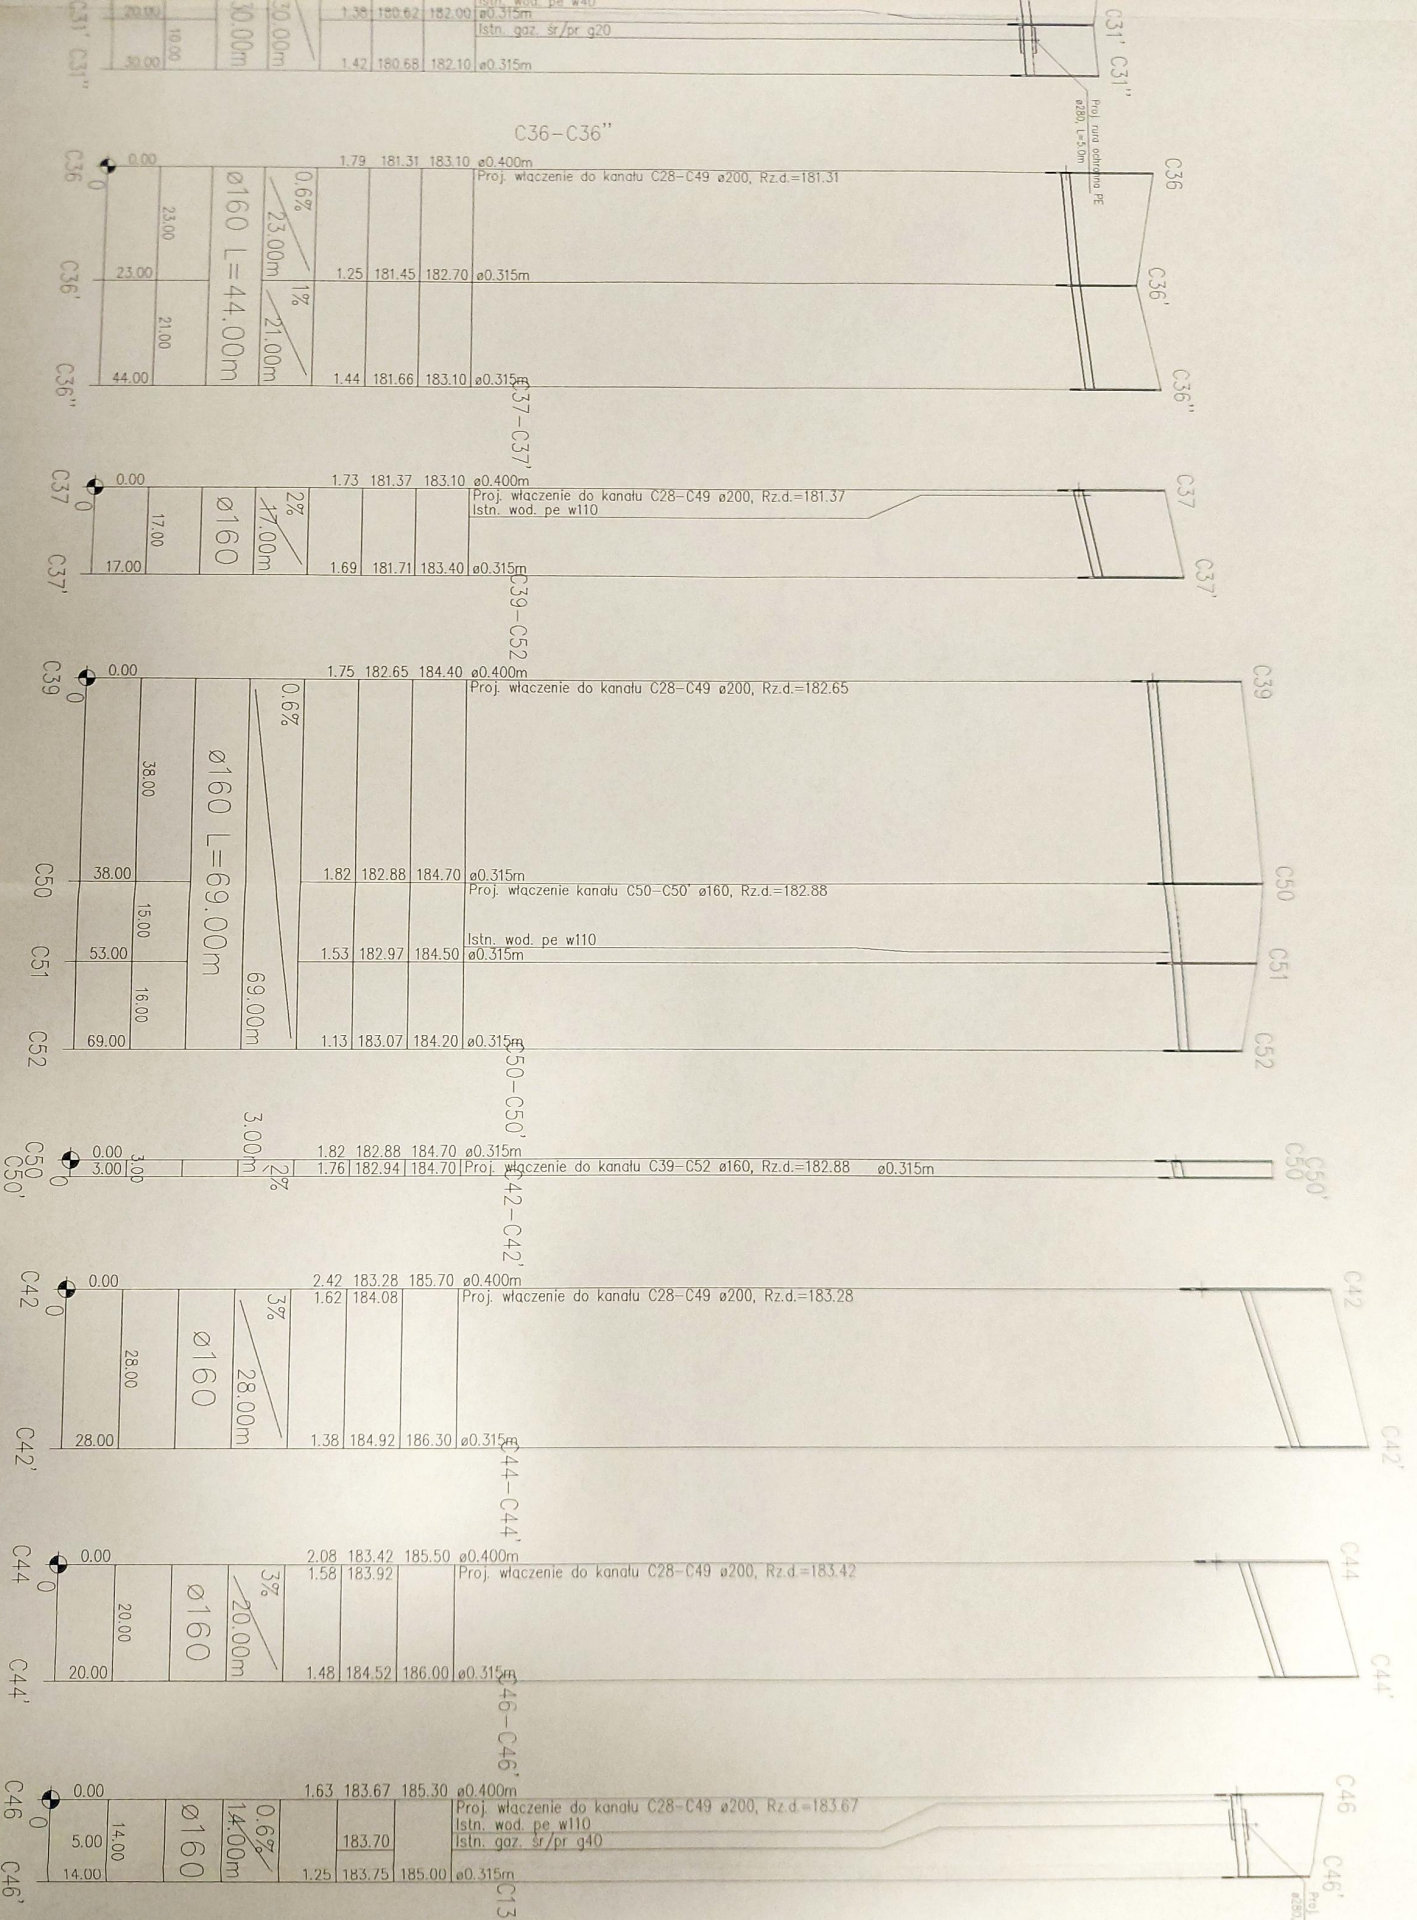 20.00 1.38 180.62 182.00 ø0.315m
Istn. gaz. śr/pr g20
10.00
30.00 30.00m 30.00m 1.42 180.68 182.10 ø0.315m
C31' C31''
C31' C31''
Proj. rura ochronna PE
ø280, L=5.0m
C36-C36''
C36 0 0.00 1.79 181.31 183.10 ø0.400m C36
Proj. włączenie do kanału C28-C49 ø200, Rz.d.=181.31
23.00 ø160 L=44.00m 0.6% 23.00m
C36' 23.00 1.25 181.45 182.70 ø0.315m C36'
21.00 1% 21.00m
C36'' 44.00 1.44 181.66 183.10 ø0.315m C36''
C37-C37'
C37 0 0.00 1.73 181.37 183.10 ø0.400m C37
Proj. włączenie do kanału C28-C49 ø200, Rz.d.=181.37
Istn. wod. pe w110
17.00 ø160 2% 17.00m
C37' 17.00 1.69 181.71 183.40 ø0.315m C37'
C39-C52
C39 0 0.00 1.75 182.65 184.40 ø0.400m C39
Proj. włączenie do kanału C28-C49 ø200, Rz.d.=182.65
38.00 ø160 L=69.00m 0.6% 69.00m
C50 38.00 1.82 182.88 184.70 ø0.315m C50
Proj. włączenie kanału C50-C50' ø160, Rz.d.=182.88
15.00
Istn. wod. pe w110
C51 53.00 1.53 182.97 184.50 ø0.315m C51
16.00
C52 69.00 1.13 183.07 184.20 ø0.315m C52
C50-C50'
C50 0 0.00 1.82 182.88 184.70 ø0.315m C50
C50' 3.00 3.00 3.00m 2% 1.76 182.94 184.70 Proj. włączenie do kanału C39-C52 ø160, Rz.d.=182.88 ø0.315m C50'
C42-C42'
C42 0 0.00 2.42 183.28 185.70 ø0.400m C42
1.62 184.08 Proj. włączenie do kanału C28-C49 ø200, Rz.d.=183.28
28.00 ø160 3% 28.00m
C42' 28.00 1.38 184.92 186.30 ø0.315m C42'
C44-C44'
C44 0 0.00 2.08 183.42 185.50 ø0.400m C44
1.58 183.92 Proj. włączenie do kanału C28-C49 ø200, Rz.d.=183.42
20.00 ø160 3% 20.00m
C44' 20.00 1.48 184.52 186.00 ø0.315m C44'
C46-C46'
C46 0 0.00 1.63 183.67 185.30 ø0.400m C46
Proj. włączenie do kanału C28-C49 ø200, Rz.d.=183.67
Istn. wod. pe w110
14.00 ø160 0.6% 14.00m
5.00 183.70 Istn. gaz. śr/pr g40
C46' 14.00 1.25 183.75 185.00 ø0.315m C46'
Proj.
ø280,
C13